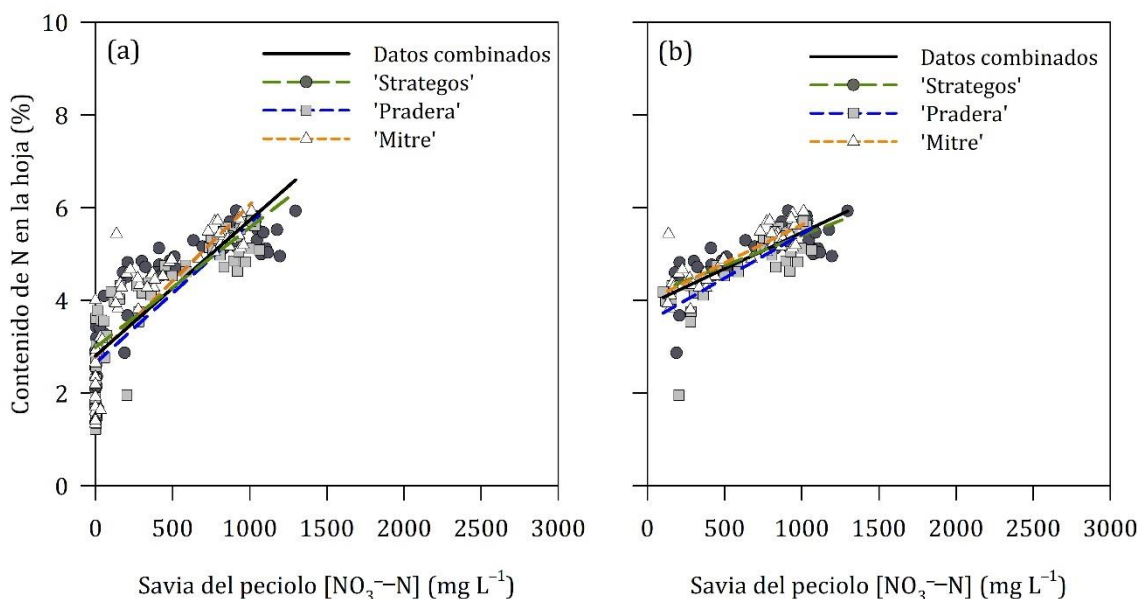 (a)
Datos combinados
'Strategos'
'Pradera'
'Mitre'
(b)
Datos combinados
'Strategos'
'Pradera'
'Mitre'
Contenido de N en la hoja (%)
10
8
6
4
2
0
0 500 1000 1500 2000 2500 3000
0 500 1000 1500 2000 2500 3000
Savia del peciolo [NO₃⁻–N] (mg L⁻¹)
Savia del peciolo [NO₃⁻–N] (mg L⁻¹)